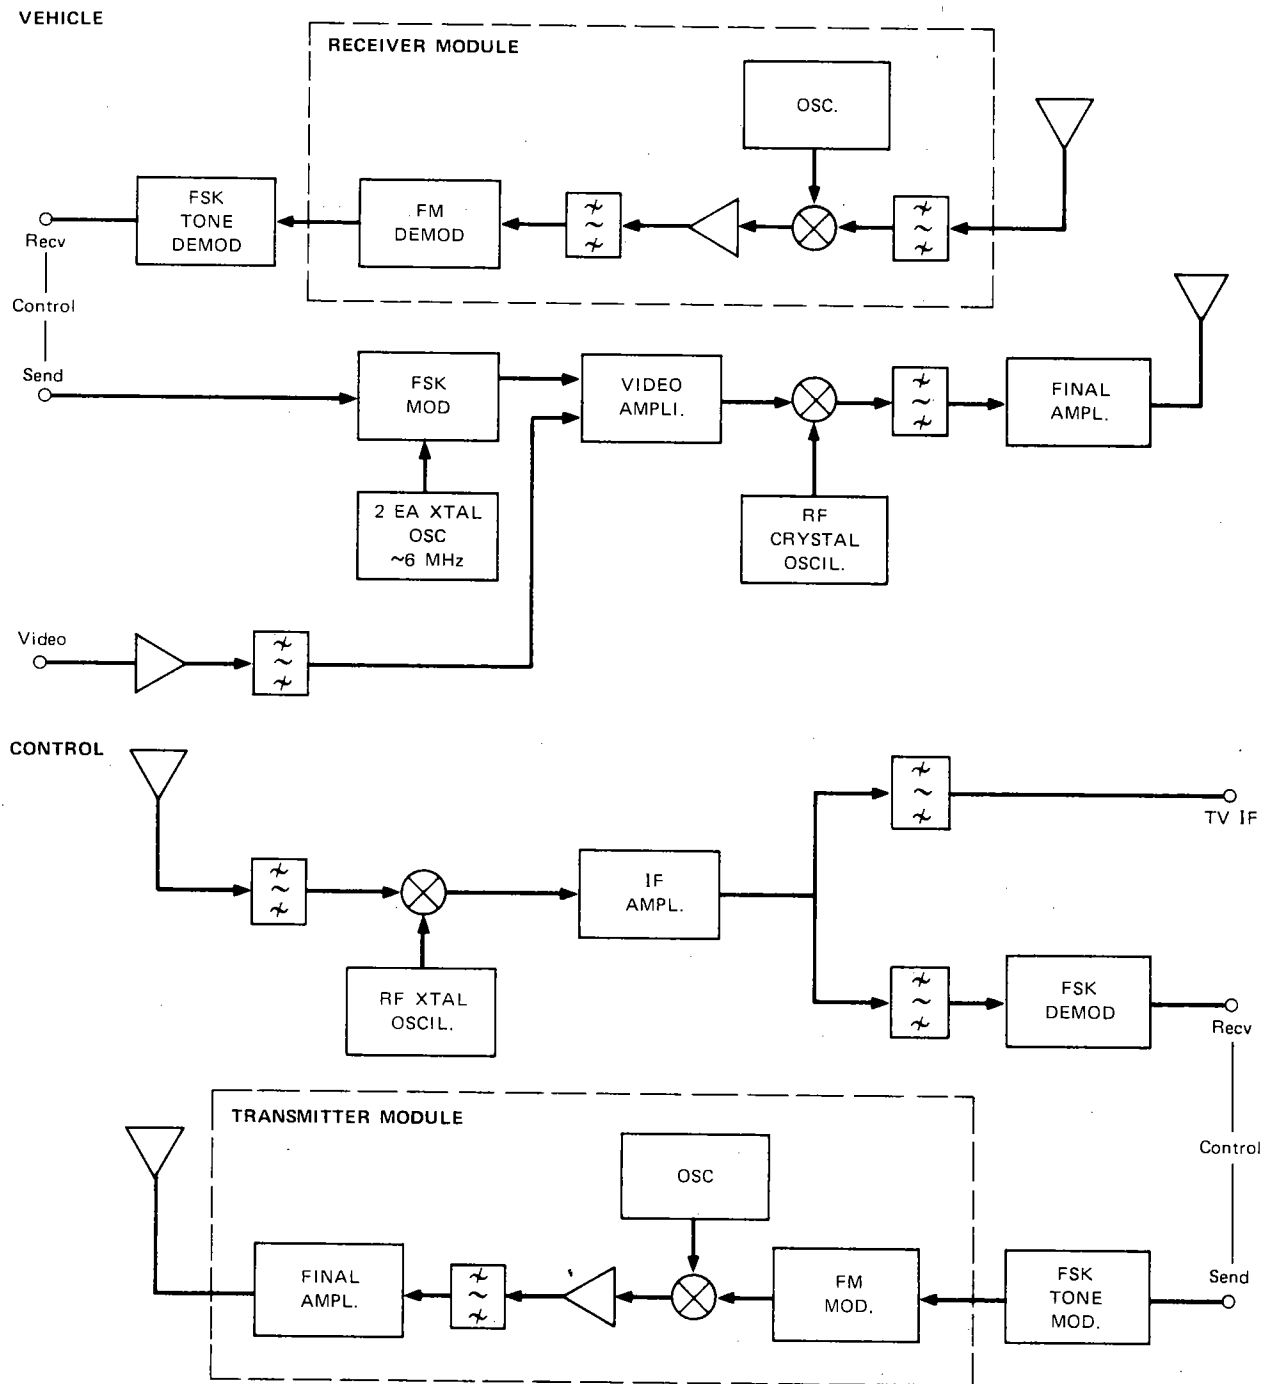 VEHICLE
RECEIVER MODULE
OSC.
FSK
TONE
DEMOD
FM
DEMOD
Recv
Control
Send
FSK
MOD
VIDEO
AMPLI.
FINAL
AMPL.
2 EA XTAL
OSC
~6 MHz
RF
CRYSTAL
OSCIL.
Video
CONTROL
TV IF
IF
AMPL.
RF XTAL
OSCIL.
FSK
DEMOD
Recv
Control
Send
TRANSMITTER MODULE
OSC
FINAL
AMPL.
FM
MOD.
FSK
TONE
MOD.